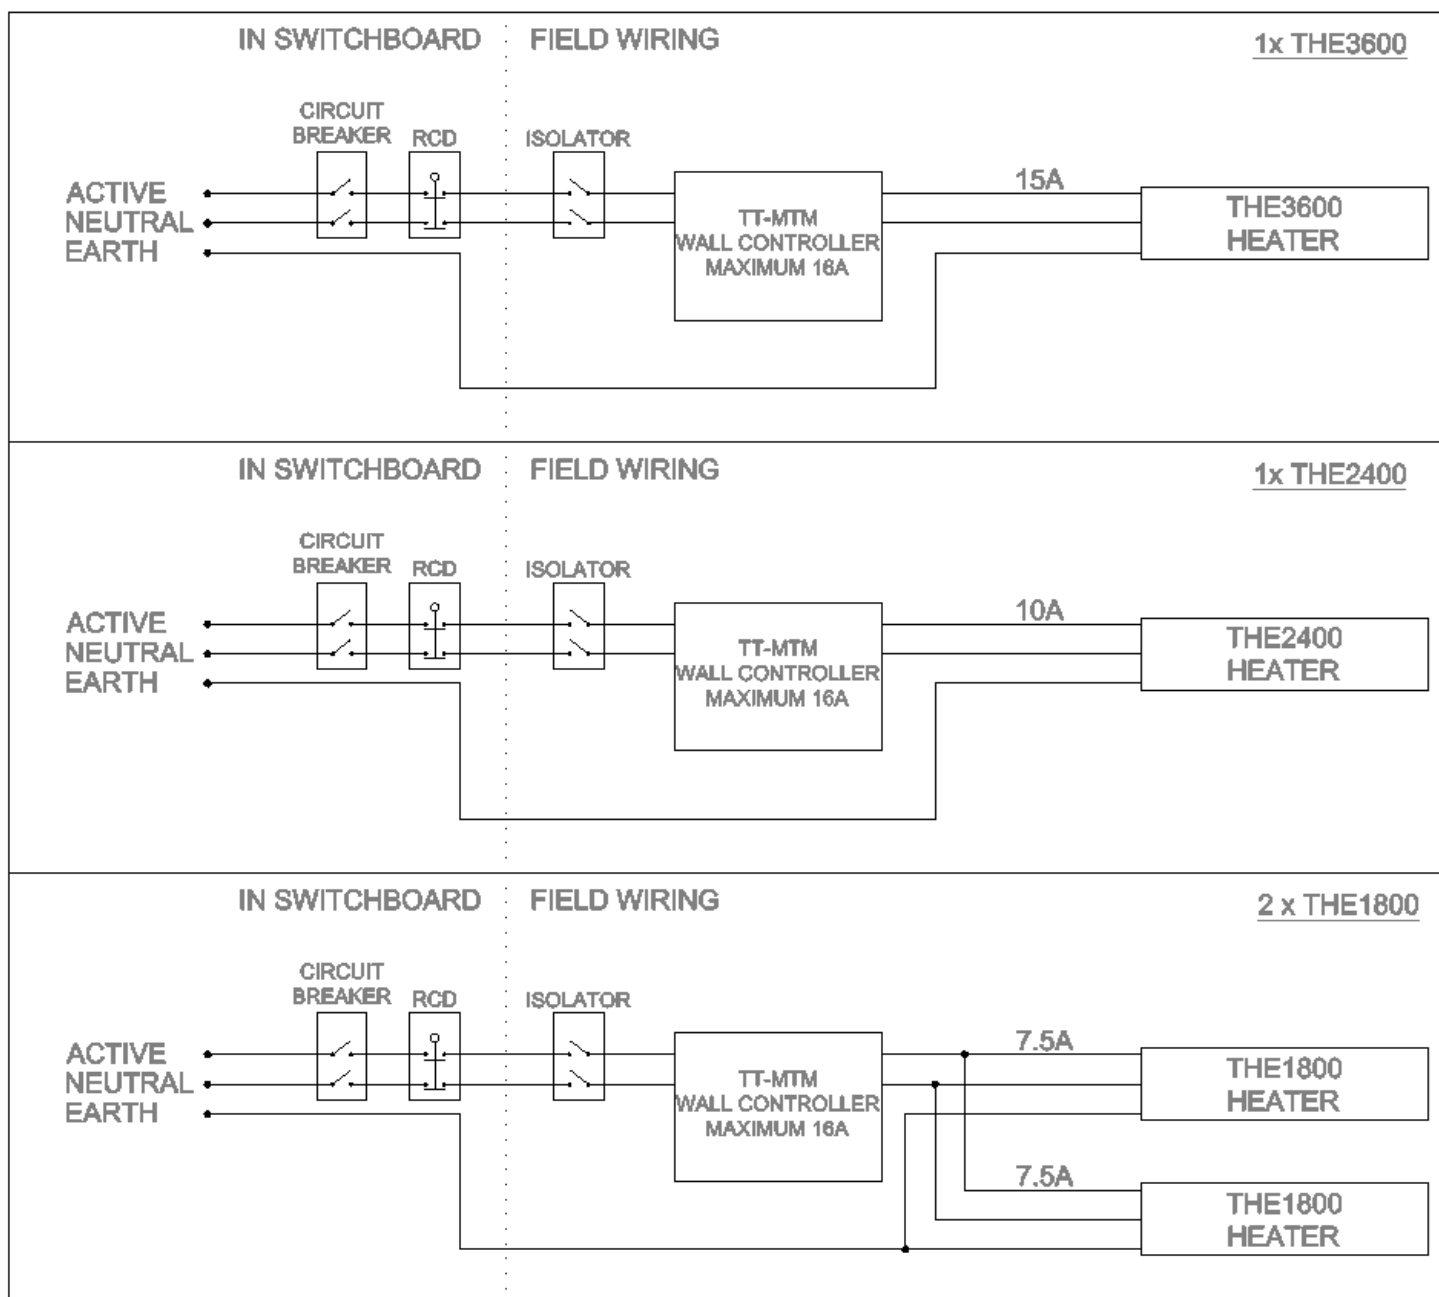 IN SWITCHBOARD FIELD WIRING 1x THE3600
CIRCUIT
BREAKER RCD ISOLATOR
ACTIVE
NEUTRAL
EARTH
TT-MTM
WALL CONTROLLER
MAXIMUM 16A
15A
THE3600
HEATER
IN SWITCHBOARD FIELD WIRING 1x THE2400
CIRCUIT
BREAKER RCD ISOLATOR
ACTIVE
NEUTRAL
EARTH
TT-MTM
WALL CONTROLLER
MAXIMUM 16A
10A
THE2400
HEATER
IN SWITCHBOARD FIELD WIRING 2 x THE1800
CIRCUIT
BREAKER RCD ISOLATOR
ACTIVE
NEUTRAL
EARTH
TT-MTM
WALL CONTROLLER
MAXIMUM 16A
7.5A
THE1800
HEATER
7.5A
THE1800
HEATER